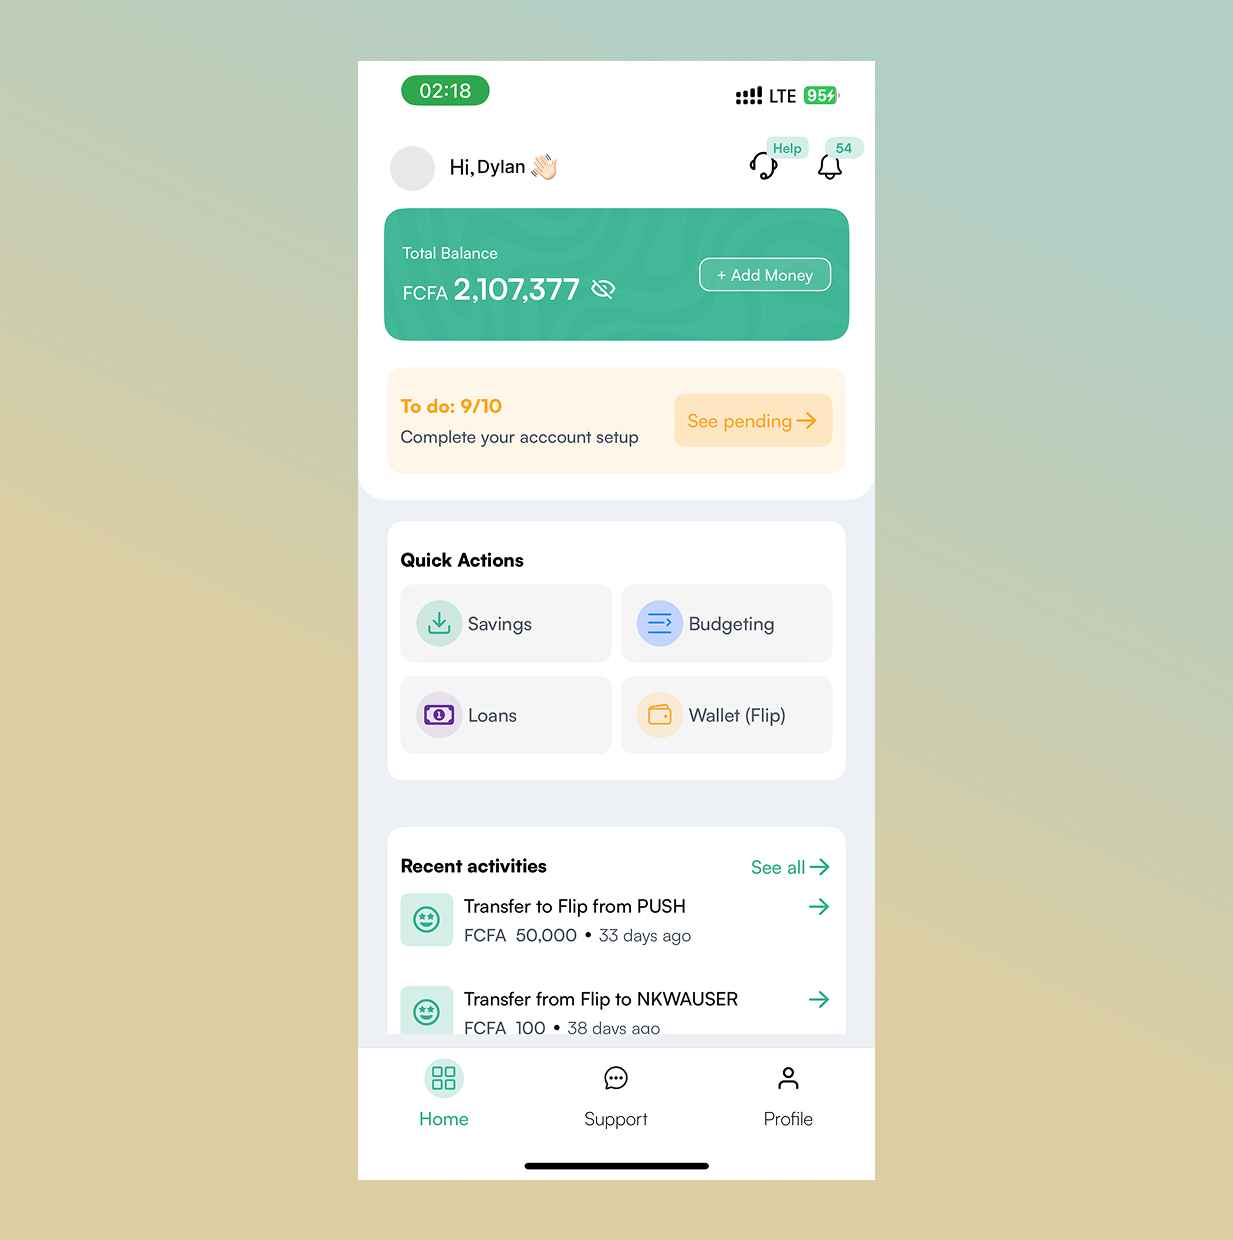 02:18
LTE 95
Hi, Dylan 👋🏻
Help
54
Total Balance
FCFA 2,107,377
+ Add Money
To do: 9/10
Complete your acccount setup
See pending
Quick Actions
Savings
Budgeting
Loans
Wallet (Flip)
Recent activities
See all
Transfer to Flip from PUSH
FCFA 50,000 • 33 days ago
Transfer from Flip to NKWAUSER
FCFA 100 • 38 days ago
Home
Support
Profile